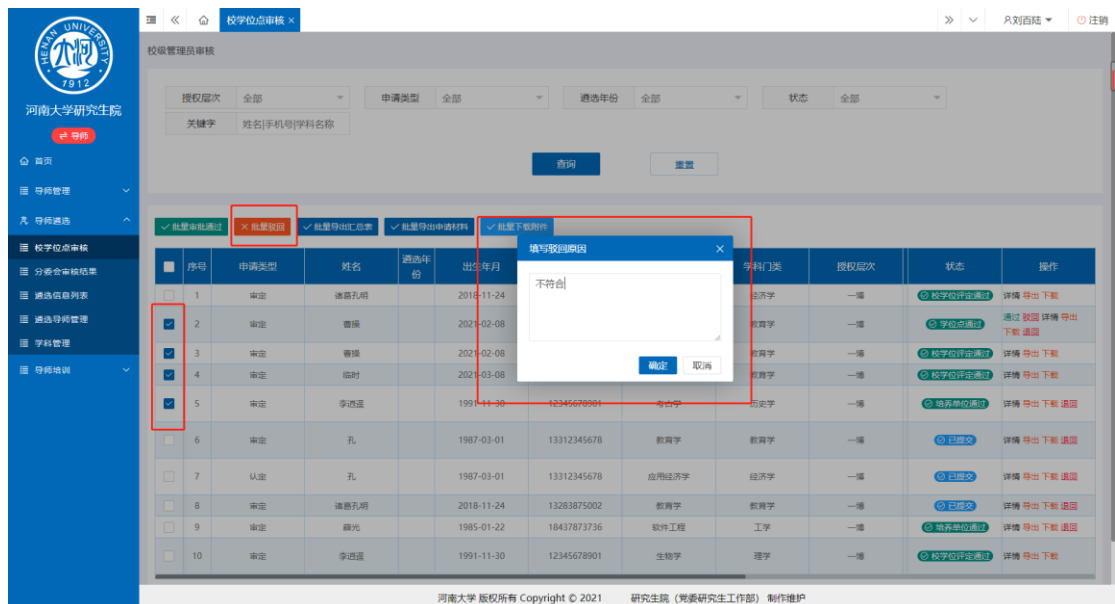 HENAN UNIVERSITY
1912
河南大学研究生院
导师
首页
导师管理
导师遴选
校学位点审核
分委会审核结果
遴选信息列表
遴选导师管理
学科管理
导师培训
校学位点审核 ×
刘百陆 注销
校级管理员审核
授权层次 全部 申请类型 全部 遴选年份 全部 状态 全部
关键字 姓名|手机号|学科名称
查询 重置
批量审批通过 批量驳回 批量导出汇总表 批量导出申请材料 批量下载附件
填写驳回原因
不符合
确定 取消
序号 申请类型 姓名 遴选年份 出生年月 学科门类 授权层次 状态 操作
1 审定 诸葛孔明 2018-11-24 经济学 一博 校学位评定通过 详情 导出 下载
2 审定 曹操 2021-02-08 教育学 一博 学位点通过 通过 驳回 详情 导出 下载 退回
3 审定 曹操 2021-02-08 教育学 一博 校学位评定通过 详情 导出 下载
4 审定 临时 2021-03-08 教育学 一博 校学位评定通过 详情 导出 下载
5 审定 李逍遥 1991-11-30 12345678901 考古学 历史学 一博 培养单位通过 详情 导出 下载 退回
6 审定 孔 1987-03-01 13312345678 教育学 教育学 一博 已提交 详情 导出 下载 退回
7 认定 孔 1987-03-01 13312345678 应用经济学 经济学 一博 已提交 详情 导出 下载 退回
8 审定 诸葛孔明 2018-11-24 13283875002 教育学 教育学 一博 已提交 详情 导出 下载 退回
9 审定 薛光 1985-01-22 18437873736 软件工程 工学 一博 培养单位通过 详情 导出 下载 退回
10 审定 李逍遥 1991-11-30 12345678901 生物学 理学 一博 校学位评定通过 详情 导出 下载
河南大学 版权所有 Copyright © 2021 研究生院（党委研究生工作部） 制作维护